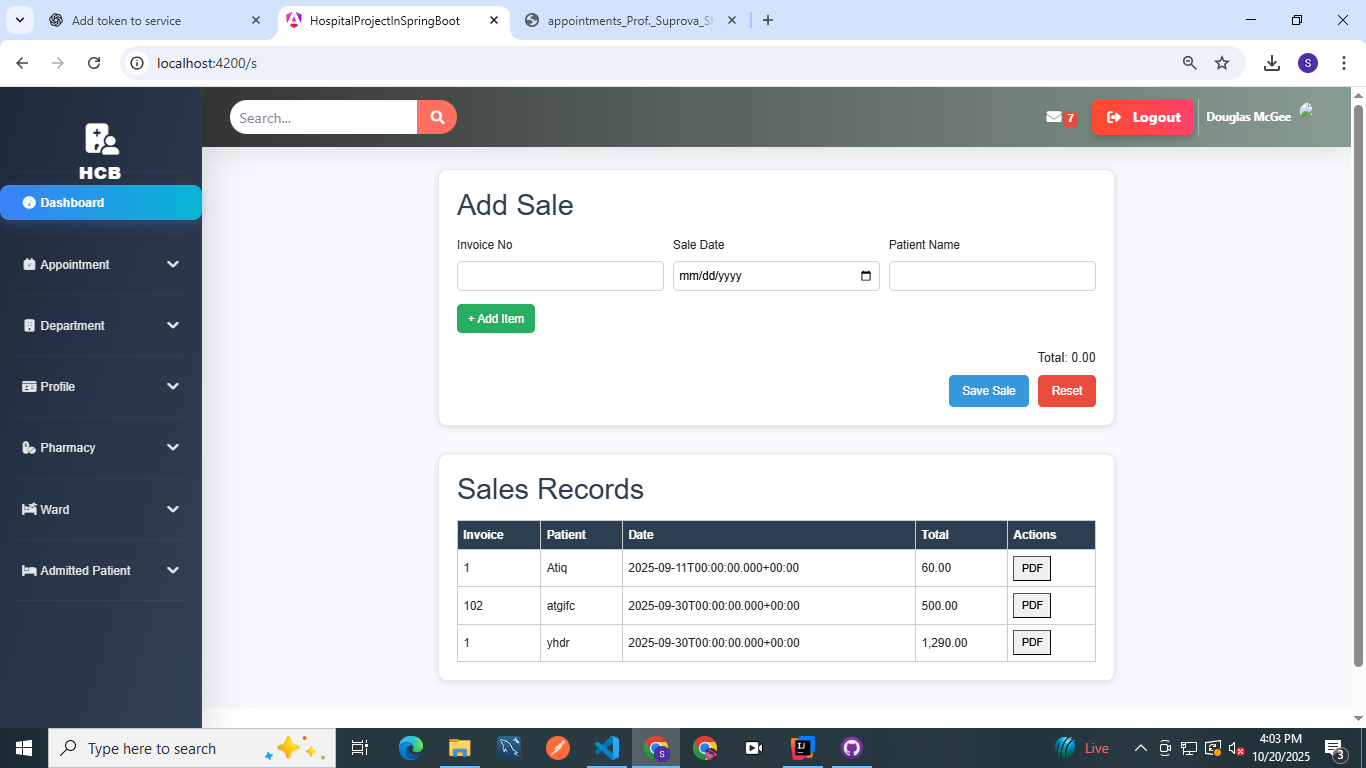 Add token to service
HospitalProjectInSpringBoot
appointments_Prof._Suprova_
localhost:4200/s
S
Search...
7
Logout
Douglas McGee
HCB
Dashboard
Appointment
Department
Profile
Pharmacy
Ward
Admitted Patient
Add Sale
Invoice No
Sale Date
Patient Name
mm/dd/yyyy
+ Add Item
Total: 0.00
Save Sale
Reset
Sales Records
Invoice Patient Date Total Actions
1 Atiq 2025-09-11T00:00:00.000+00:00 60.00 PDF
102 atgifc 2025-09-30T00:00:00.000+00:00 500.00 PDF
1 yhdr 2025-09-30T00:00:00.000+00:00 1,290.00 PDF
Type here to search
Live
4:03 PM
10/20/2025
3